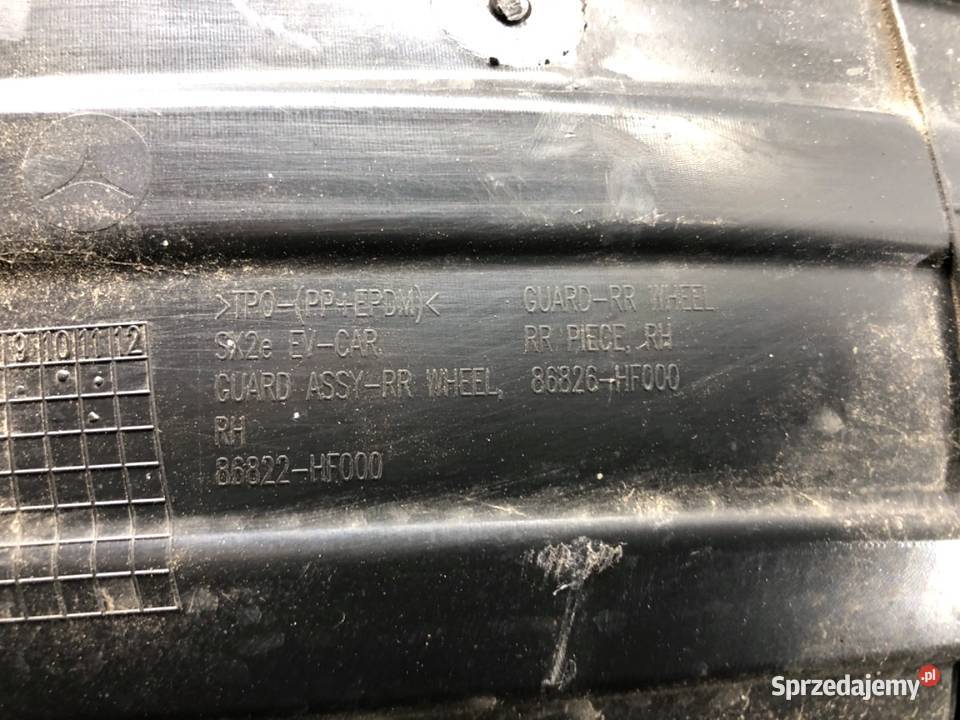 >TPO-(PP+EPDM)<
SX2e EV-CAR
GUARD ASSY-RR WHEEL,
RH
86822-HF000
GUARD-RR WHEEL
RR PIECE, RH
86826-HF000
9 10 11 12
Sprzedajemy.pl